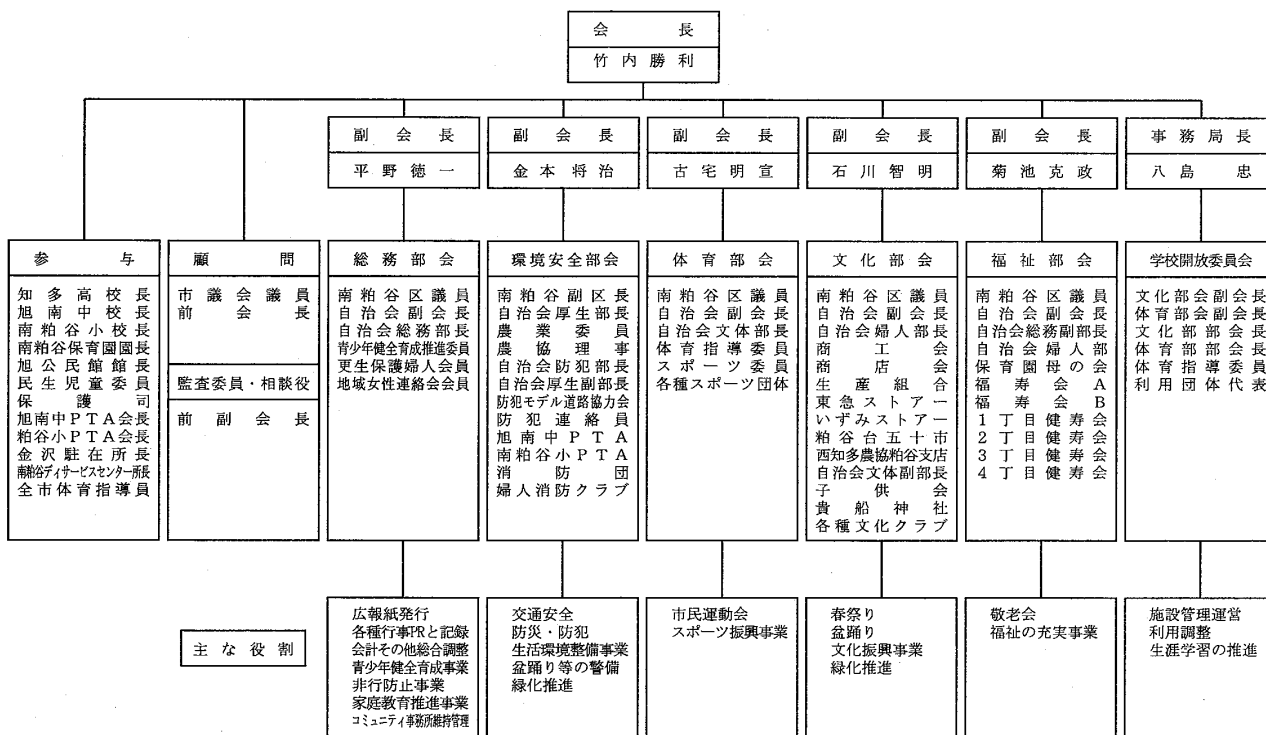 会長
竹内勝利
副会長
平野徳一
副会長
金本将治
副会長
古宅明宣
副会長
石川智明
副会長
菊池克政
事務局長
八島忠
参与
知多高校長
旭南中校長
南粕谷小校長
南粕谷保育園園長
旭公民館館長
民生児童委員
保護司
旭南中PTA会長
粕谷小PTA会長
金沢駐在所長
南粕谷ディサービスセンター所長
全市体育指導員
顧問
市議会議員
前会長
監査委員・相談役
前副会長
総務部会
南粕谷区議員
自治会副会長
自治会総務部長
青少年健全育成推進委員
更生保護婦人会員
地域女性連絡会会員
環境安全部会
南粕谷副区長
自治会厚生部長
農業委員
農協理事
自治会防犯部長
自治会厚生副部長
防犯モデル道路協力会
防犯連絡員
旭南中PTA
南粕谷小PTA
消防団
婦人消防クラブ
体育部会
南粕谷区議員
自治会副会長
自治会文体部長
体育指導委員
スポーツ委員
各種スポーツ団体
文化部会
南粕谷区議員
自治会副会長
自治会婦人部長
商工会
商店会
生産組合
東急ストアー
いずみストアー
粕谷台五十市
西知多農協粕谷支店
自治会文体副部長
子供会
貴船神社
各種文化クラブ
福祉部会
南粕谷区議員
自治会副会長
自治会総務副部長
自治会婦人部
保育園母の会
福寿会A
福寿会B
1丁目健寿会
2丁目健寿会
3丁目健寿会
4丁目健寿会
学校開放委員会
文化部会副会長
体育部会副会長
文化部部会長
体育部部会長
体育指導委員
利用団体代表
主な役割
広報紙発行
各種行事PRと記録
会計その他総合調整
青少年健全育成事業
非行防止事業
家庭教育推進事業
コミュニティ事務所維持管理
交通安全
防災・防犯
生活環境整備事業
盆踊り等の警備
緑化推進
市民運動会
スポーツ振興事業
春祭り
盆踊り
文化振興事業
緑化推進
敬老会
福祉の充実事業
施設管理運営
利用調整
生涯学習の推進